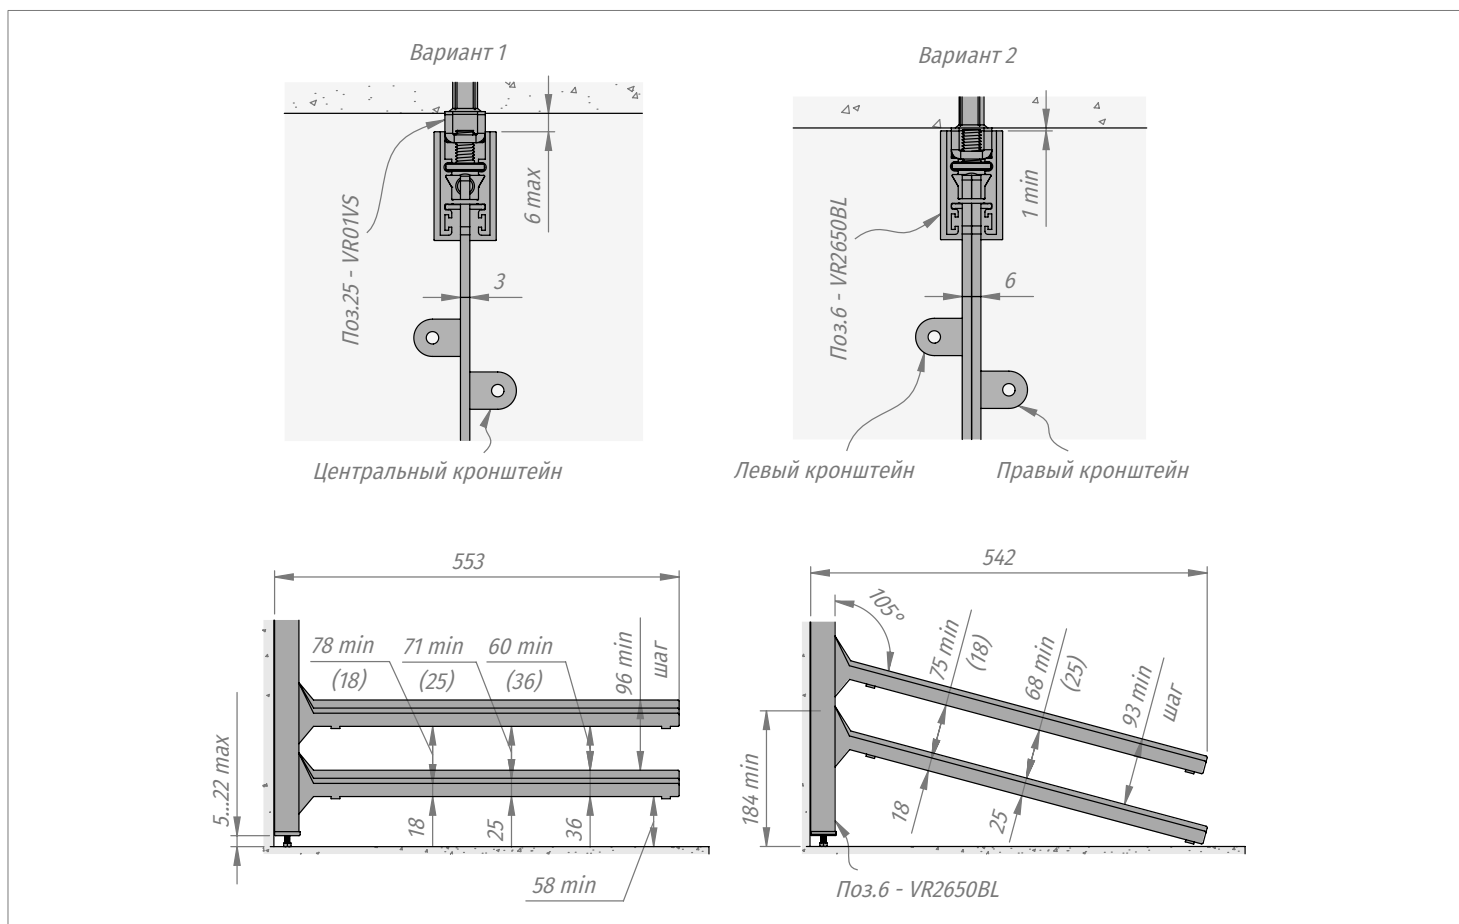 Вариант 1
Вариант 2
Поз.25 - VR01VS
6 max
3
Центральный кронштейн
1 min
Поз.6 - VR2650BL
6
Левый кронштейн
Правый кронштейн
553
78 min
(18)
71 min
(25)
60 min
(36)
96 min
шаг
5...22 max
18
25
36
58 min
542
105°
75 min
(18)
68 min
(25)
93 min
шаг
184 min
18
25
Поз.6 - VR2650BL